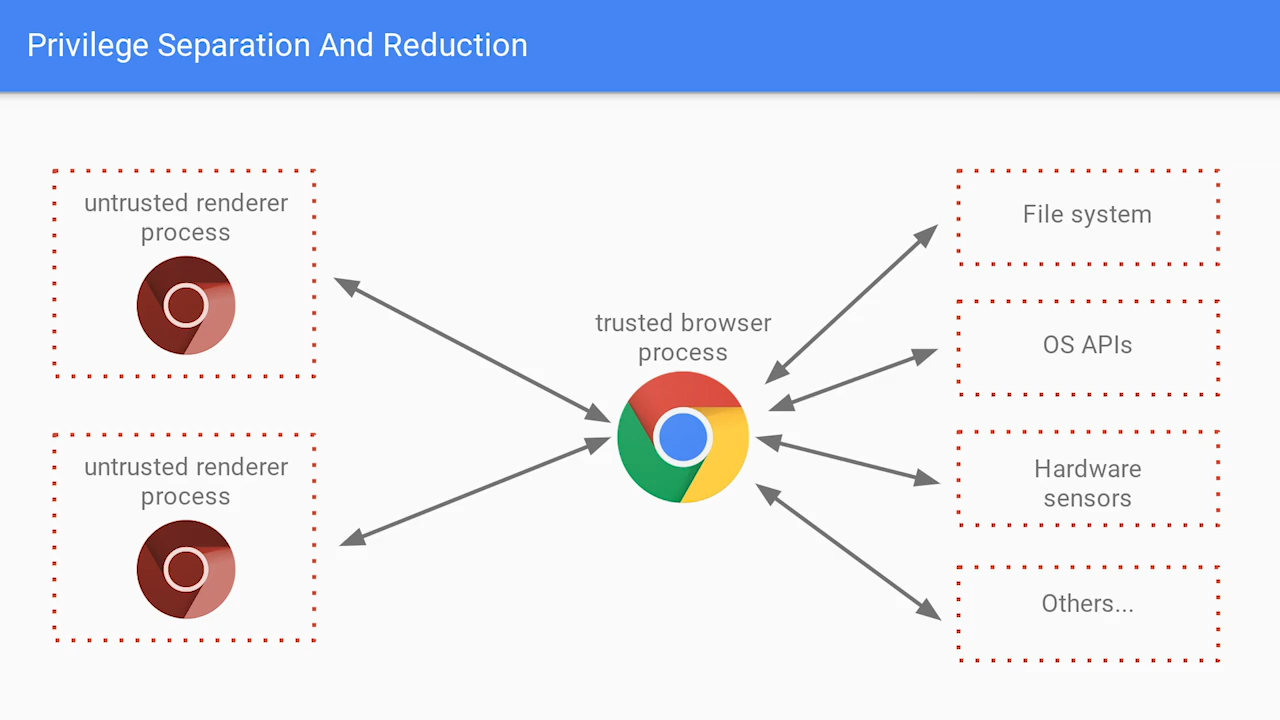 Privilege Separation And Reduction
untrusted renderer
process
untrusted renderer
process
trusted browser
process
File system
OS APIs
Hardware
sensors
Others...